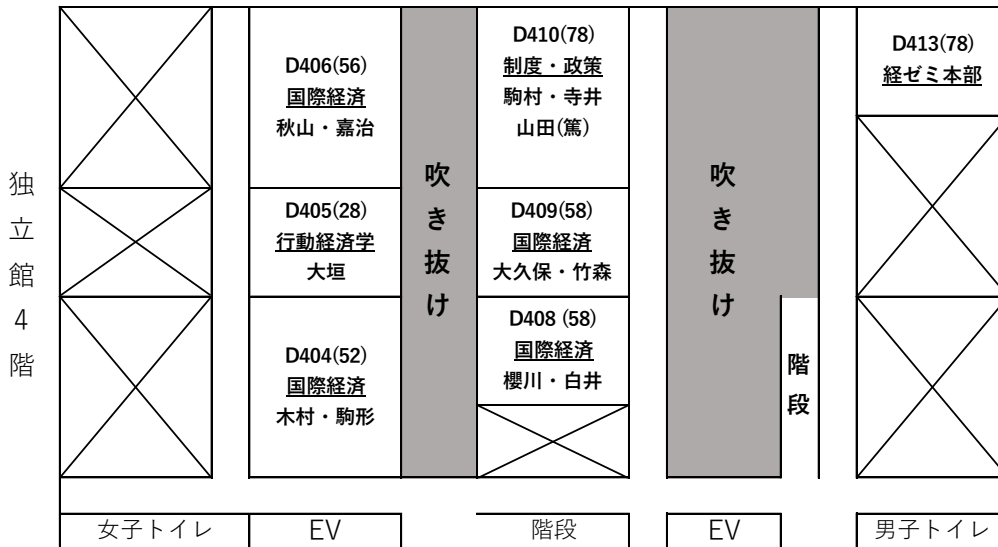 独立館4階
D406(56)
国際経済
秋山・嘉治
吹き抜け
D410(78)
制度・政策
駒村・寺井
山田(篤)
吹き抜け
D413(78)
経ゼミ本部
D405(28)
行動経済学
大垣
D409(58)
国際経済
大久保・竹森
D404(52)
国際経済
木村・駒形
D408 (58)
国際経済
櫻川・白井
階段
女子トイレ
EV
階段
EV
男子トイレ